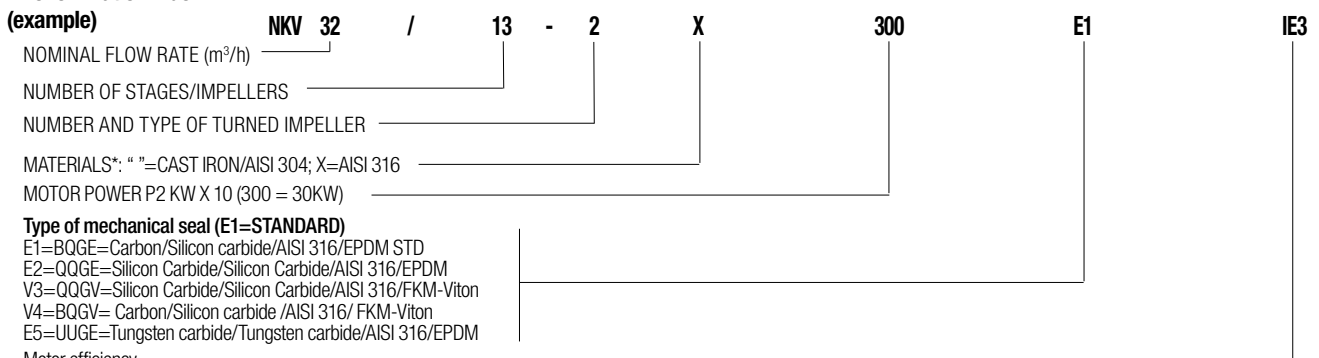 (example) NKV 32 / 13 - 2 X 300 E1 IE3
NOMINAL FLOW RATE (m³/h)
NUMBER OF STAGES/IMPELLERS
NUMBER AND TYPE OF TURNED IMPELLER
MATERIALS*: “ ”=CAST IRON/AISI 304; X=AISI 316
MOTOR POWER P2 KW X 10 (300 = 30KW)
Type of mechanical seal (E1=STANDARD)
E1=BQGE=Carbon/Silicon carbide/AISI 316/EPDM STD
E2=QQGE=Silicon Carbide/Silicon Carbide/AISI 316/EPDM
V3=QQGV=Silicon Carbide/Silicon Carbide/AISI 316/FKM-Viton
V4=BQGV= Carbon/Silicon carbide /AISI 316/ FKM-Viton
E5=UUGE=Tungsten carbide/Tungsten carbide/AISI 316/EPDM
Motor efficiency